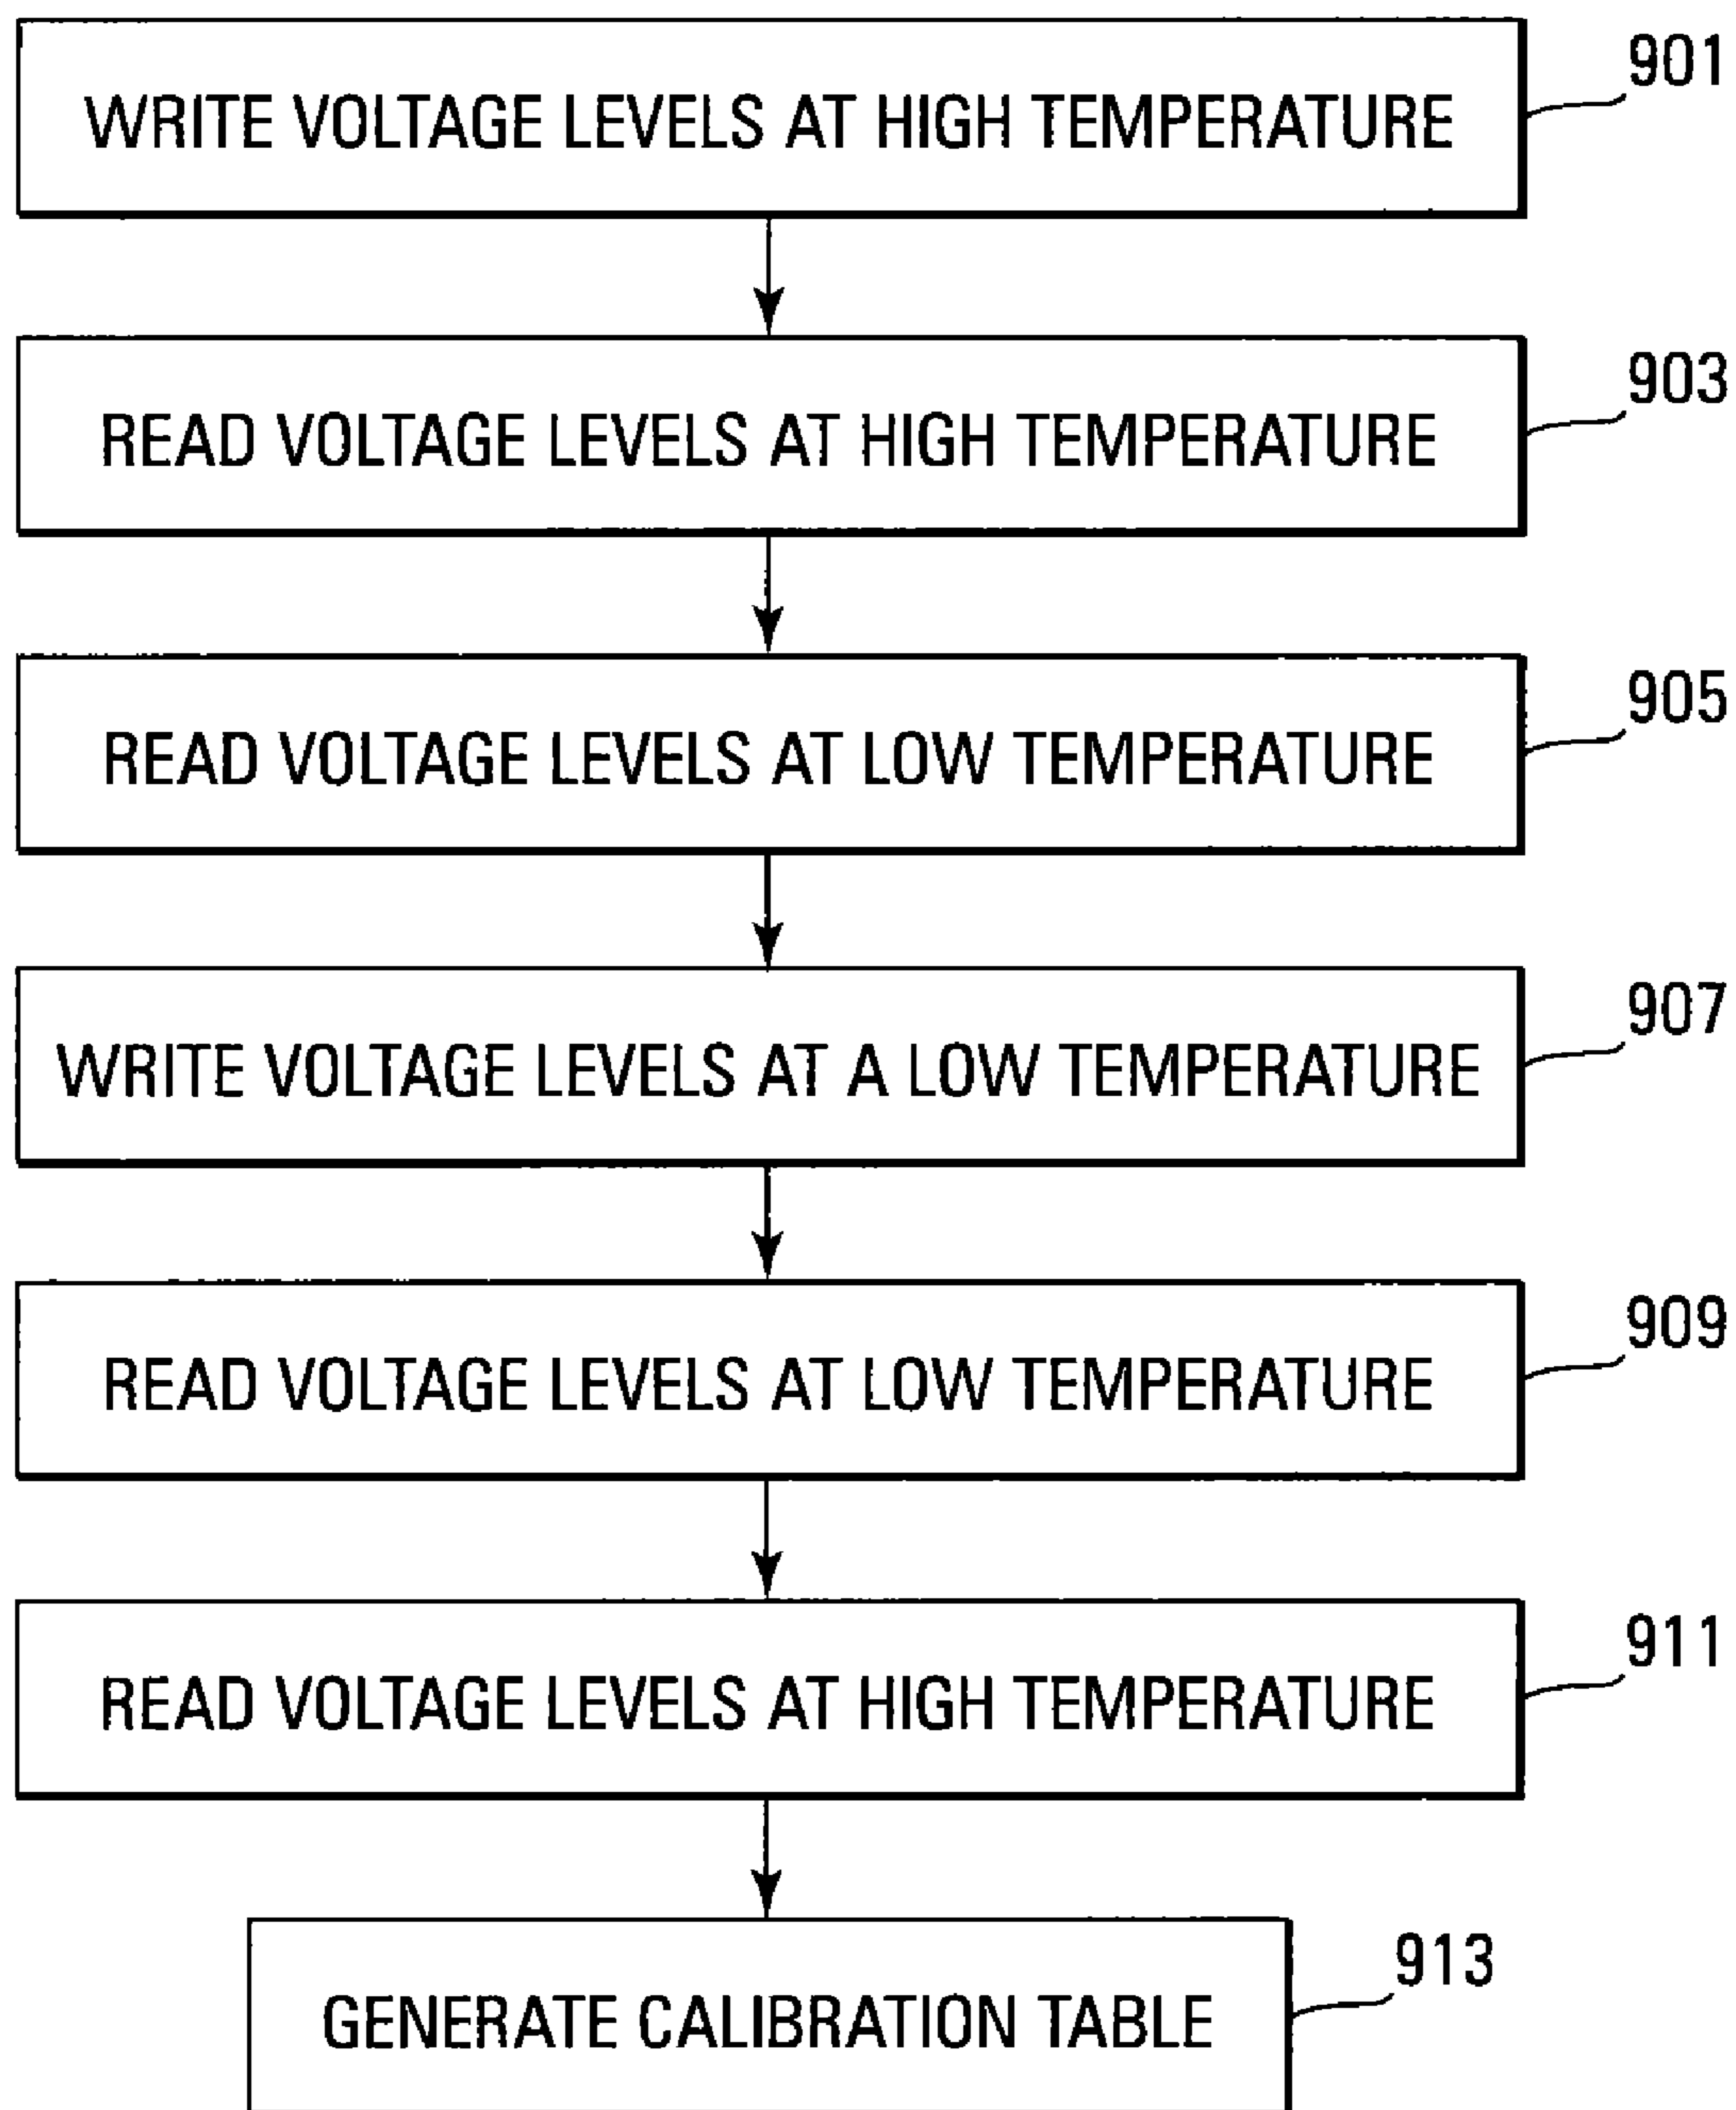 901
WRITE VOLTAGE LEVELS AT HIGH TEMPERATURE
903
READ VOLTAGE LEVELS AT HIGH TEMPERATURE
905
READ VOLTAGE LEVELS AT LOW TEMPERATURE
907
WRITE VOLTAGE LEVELS AT A LOW TEMPERATURE
909
READ VOLTAGE LEVELS AT LOW TEMPERATURE
911
READ VOLTAGE LEVELS AT HIGH TEMPERATURE
913
GENERATE CALIBRATION TABLE